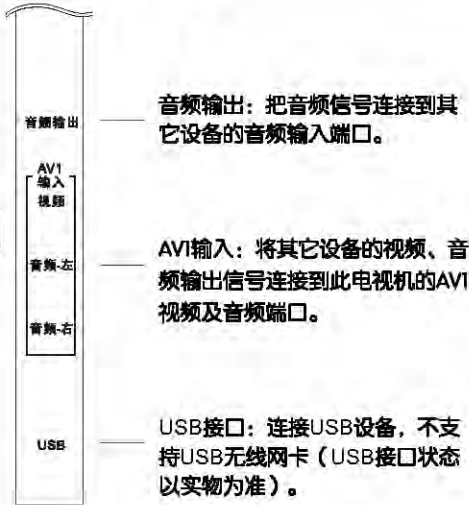 音频输出
音频输出：把音频信号连接到其
它设备的音频输入端口。
AV1
输入
视频
音频-左
音频-右
AV1输入：将其它设备的视频、音
频输出信号连接到此电视机的AV1
视频及音频端口。
USB
USB接口：连接USB设备，不支
持USB无线网卡（USB接口状态
以实物为准）。